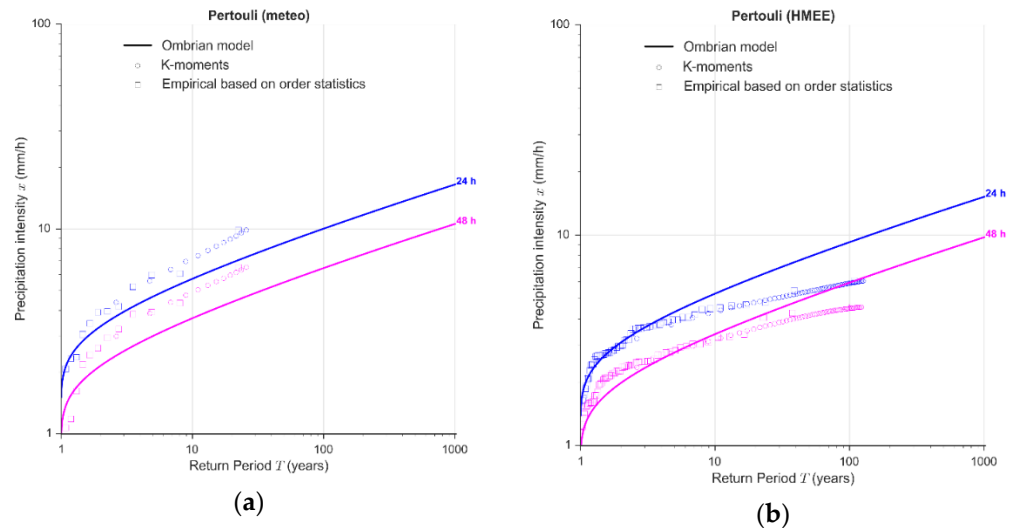 Pertouli (meteo)
100
Ombrian model
K-moments
Empirical based on order statistics
Precipitation intensity x (mm/h)
24 h
10
48 h
1
1
10
100
1000
Return Period T (years)
(a)
Pertouli (HMEE)
100
Ombrian model
K-moments
Empirical based on order statistics
Precipitation intensity x (mm/h)
24 h
10
48 h
1
1
10
100
1000
Return Period T (years)
(b)